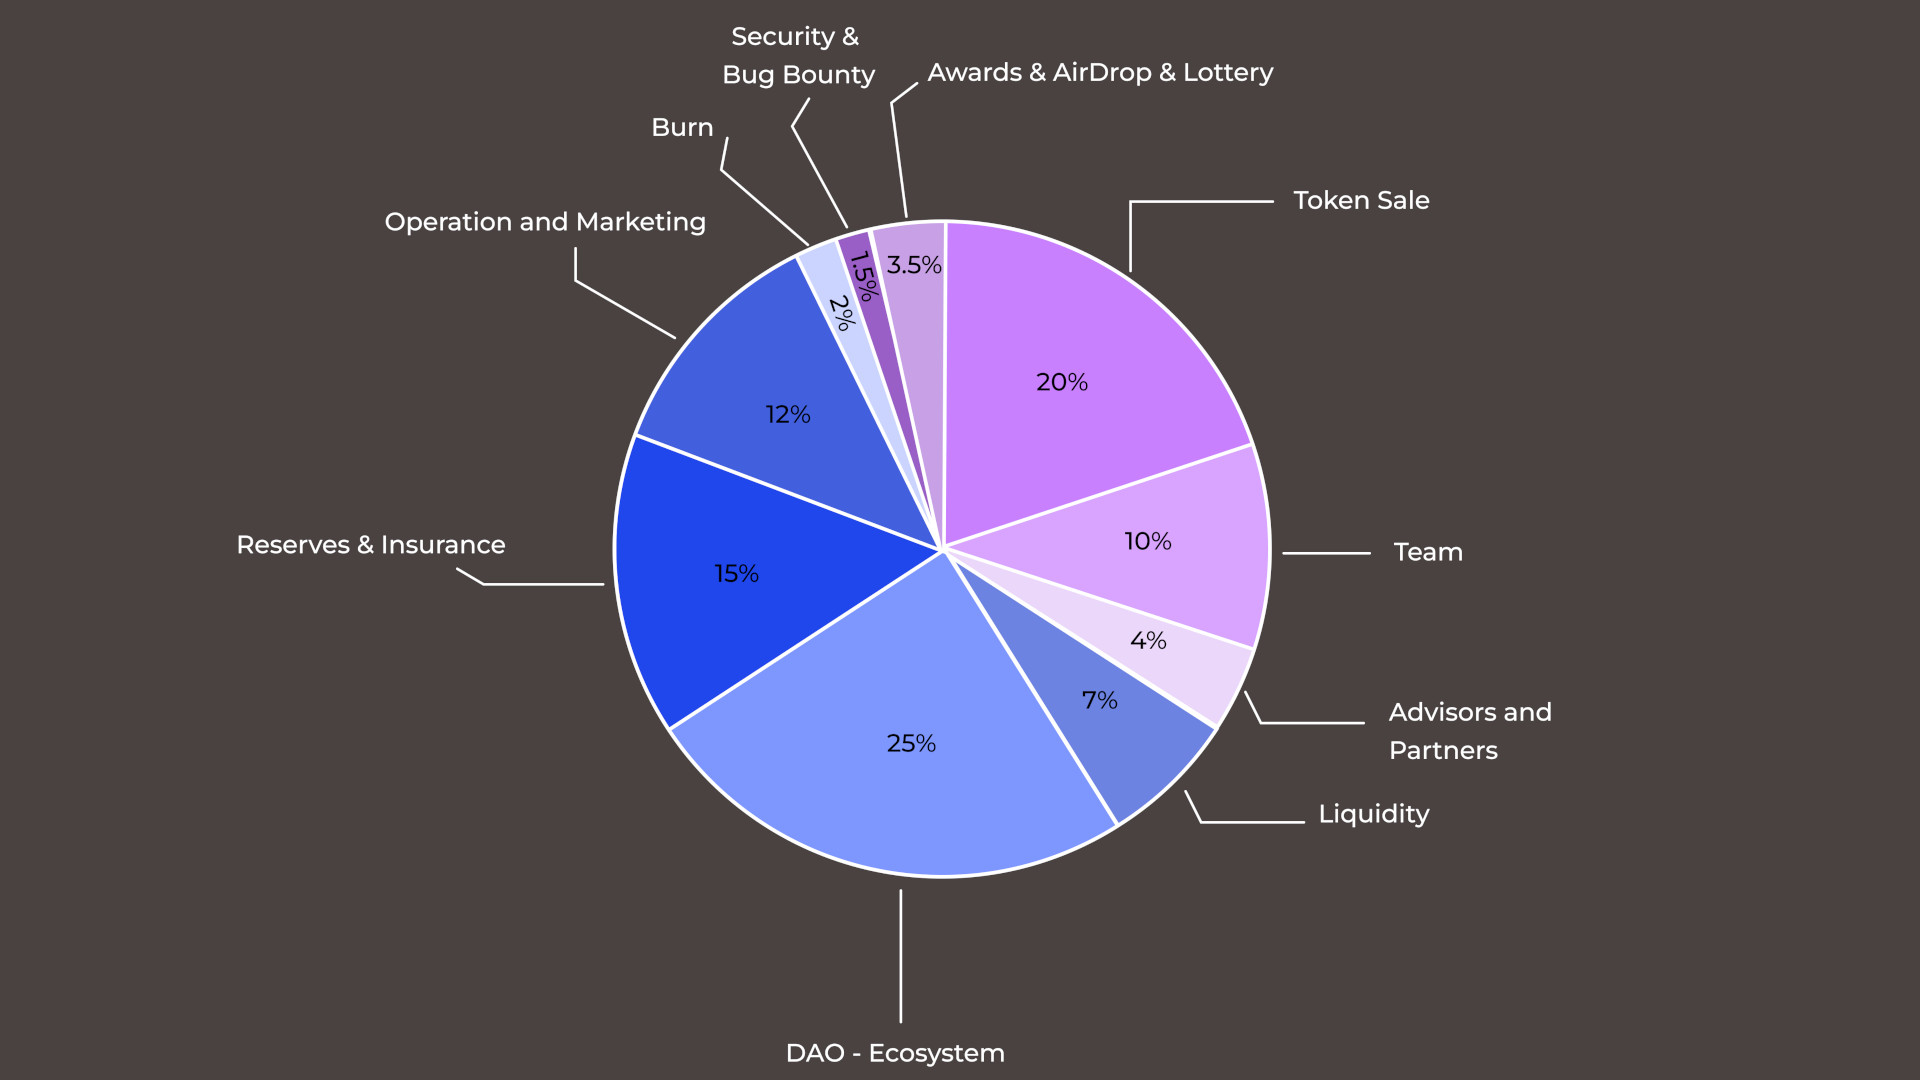 Security &
Bug Bounty
Awards & AirDrop & Lottery
Burn
Token Sale
Operation and Marketing
3.5%
1.5%
2%
20%
12%
10%
Team
Reserves & Insurance
15%
4%
7%
Advisors and
Partners
25%
Liquidity
DAO - Ecosystem